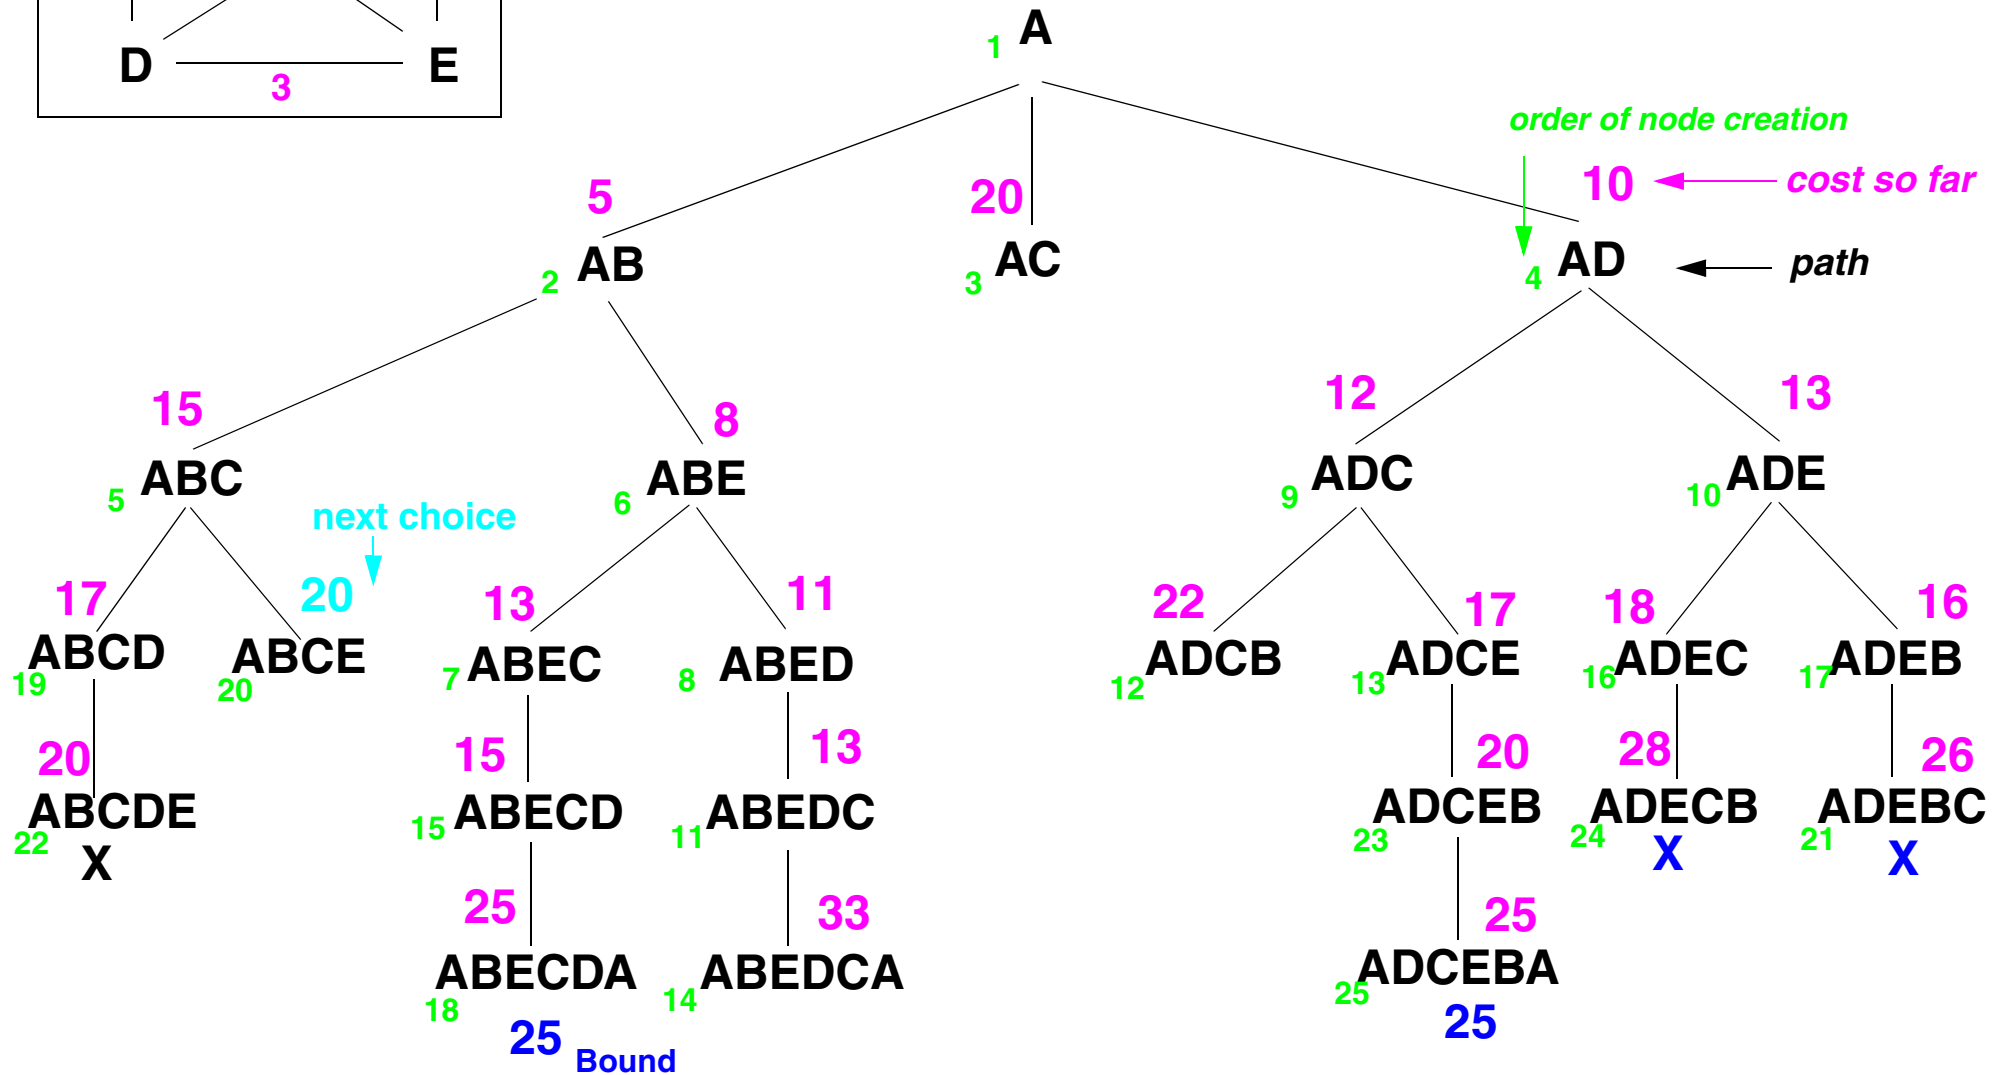 A
1
D
E
3
order of node creation
10
cost so far
5
20
AB
2
AC
3
AD
4
path
15
8
12
13
ABC
5
ABE
6
ADC
9
ADE
10
next choice
17
20
13
11
22
17
18
16
ABCD
19
ABCE
20
ABEC
7
ABED
8
ADCB
12
ADCE
13
ADEC
16
ADEB
17
20
15
13
20
28
26
ABCDE
22
X
ABECD
15
ABEDC
11
ADCEB
23
ADECB
24
X
ADEBC
21
X
25
33
25
ABECDA
18
ABEDCA
14
ADCEBA
25
25 Bound
25